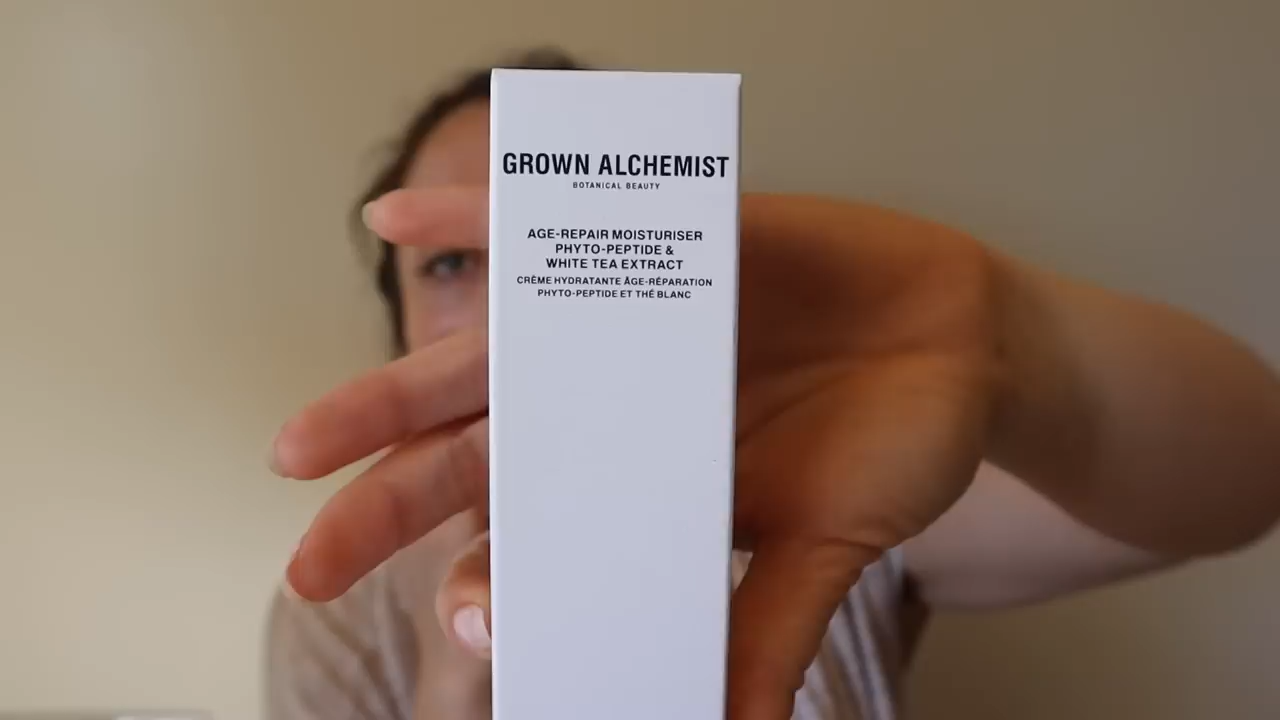 GROWN ALCHEMIST
BOTANICAL BEAUTY
AGE-REPAIR MOISTURISER
PHYTO-PEPTIDE &
WHITE TEA EXTRACT
CRÈME HYDRATANTE ÂGE-RÉPARATION
PHYTO-PEPTIDE ET THÉ BLANC